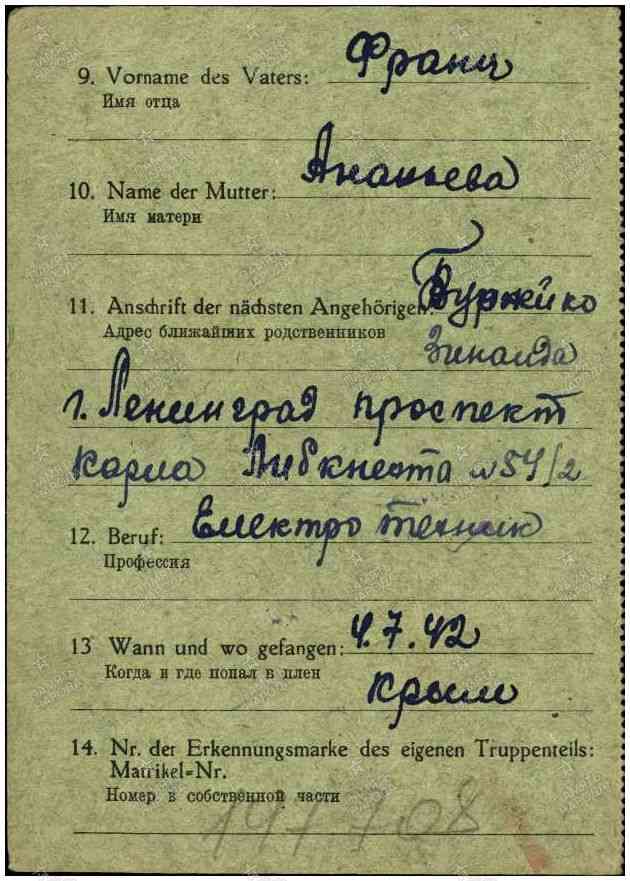 Франц
9. Vorname des Vaters:
Имя отца
Ананьева
10. Name der Mutter:
Имя матери
11. Anschrift der nächsten Angehörigen: Буржейко
Адрес ближайших родственников
Зинаида
г. Ленинград проспект
Карла Либкнехта №54/2
12. Beruf: Електро техник
Профессия
13 Wann und wo gefangen: 4.7.42
Когда и где попал в плен
Крым
14. Nr. der Erkennungsmarke des eigenen Truppenteils:
Matrikel=Nr.
Номер в собственной части
147708